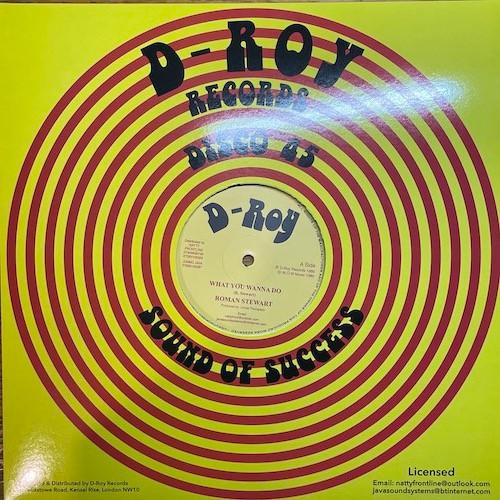 D-ROY
RECORDS
DISCO 45
D-Roy
A Side
WHAT YOU WANNA DO
(R. Stewart)
ROMAN STEWART
SOUND OF SUCCESS
& Distributed by D-Roy Records
Road, Kensal Rise, London NW10
Licensed
Email: nattyfrontline@outlook.com
javasoundsystems@btinternet.com